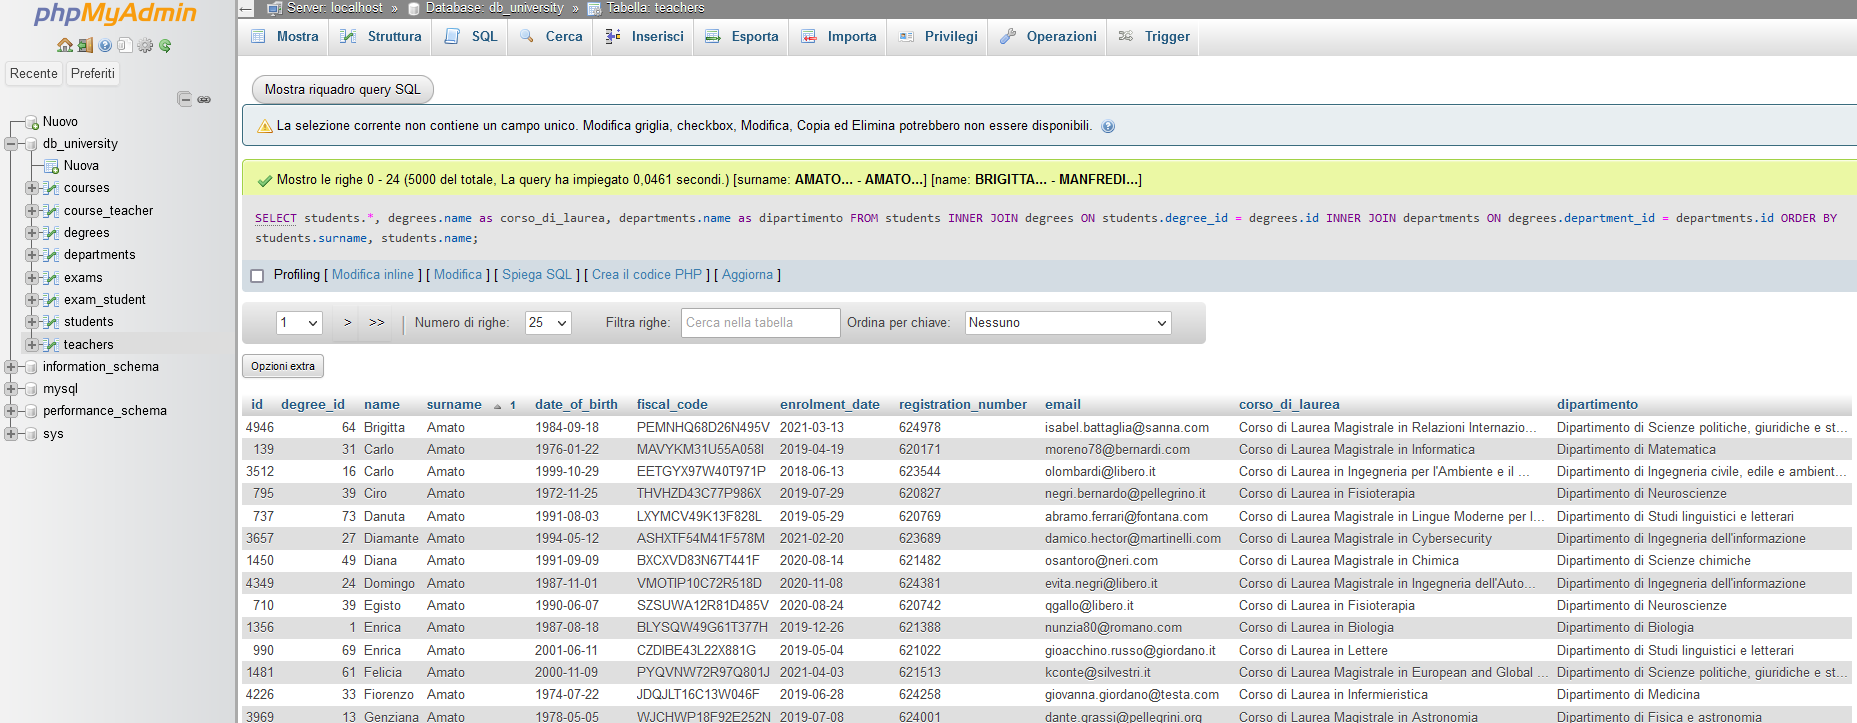 phpMyAdmin
Recente Preferiti
Nuovo
db_university
Nuova
courses
course_teacher
degrees
departments
exams
exam_student
students
teachers
information_schema
mysql
performance_schema
sys
Server: localhost » Database: db_university » Tabella: teachers
Mostra Struttura SQL Cerca Inserisci Esporta Importa Privilegi Operazioni Trigger
Mostra riquadro query SQL
La selezione corrente non contiene un campo unico. Modifica griglia, checkbox, Modifica, Copia ed Elimina potrebbero non essere disponibili.
Mostro le righe 0 - 24 (5000 del totale, La query ha impiegato 0,0461 secondi.) [surname: AMATO... - AMATO...] [name: BRIGITTA... - MANFREDI...]
SELECT students.*, degrees.name as corso_di_laurea, departments.name as dipartimento FROM students INNER JOIN degrees ON students.degree_id = degrees.id INNER JOIN departments ON degrees.department_id = departments.id ORDER BY
students.surname, students.name;
Profiling [ Modifica inline ] [ Modifica ] [ Spiega SQL ] [ Crea il codice PHP ] [ Aggiorna ]
1 > >> | Numero di righe: 25 Filtra righe: Cerca nella tabella Ordina per chiave: Nessuno
Opzioni extra
id degree_id name surname 1 date_of_birth fiscal_code enrolment_date registration_number email corso_di_laurea dipartimento
4946 64 Brigitta Amato 1984-09-18 PEMNHQ68D26N495V 2021-03-13 624978 isabel.battaglia@sanna.com Corso di Laurea Magistrale in Relazioni Internazio... Dipartimento di Scienze politiche, giuridiche e st...
139 31 Carlo Amato 1976-01-22 MAVYKM31U55A058I 2019-04-19 620171 moreno78@bernardi.com Corso di Laurea Magistrale in Informatica Dipartimento di Matematica
3512 16 Carlo Amato 1999-10-29 EETGYX97W40T971P 2018-06-13 623544 olombardi@libero.it Corso di Laurea in Ingegneria per l'Ambiente e il ... Dipartimento di Ingegneria civile, edile e ambient...
795 39 Ciro Amato 1972-11-25 THVHZD43C77P986X 2019-07-29 620827 negri.bernardo@pellegrino.it Corso di Laurea in Fisioterapia Dipartimento di Neuroscienze
737 73 Danuta Amato 1991-08-03 LXYMCV49K13F828L 2019-05-29 620769 abramo.ferrari@fontana.com Corso di Laurea Magistrale in Lingue Moderne per l... Dipartimento di Studi linguistici e letterari
3657 27 Diamante Amato 1994-05-12 ASHXTF54M41F578M 2021-02-20 623689 damico.hector@martinelli.com Corso di Laurea Magistrale in Cybersecurity Dipartimento di Ingegneria dell'informazione
1450 49 Diana Amato 1991-09-09 BXCXVD83N67T441F 2020-08-14 621482 osantoro@neri.com Corso di Laurea Magistrale in Chimica Dipartimento di Scienze chimiche
4349 24 Domingo Amato 1987-11-01 VMOTIP10C72R518D 2020-11-08 624381 evita.negri@libero.it Corso di Laurea Magistrale in Ingegneria dell'Auto... Dipartimento di Ingegneria dell'informazione
710 39 Egisto Amato 1990-06-07 SZSUWA12R81D485V 2020-08-24 620742 qgallo@libero.it Corso di Laurea in Fisioterapia Dipartimento di Neuroscienze
1356 1 Enrica Amato 1987-08-18 BLYSQW49G61T377H 2019-12-26 621388 nunzia80@romano.com Corso di Laurea in Biologia Dipartimento di Biologia
990 69 Enrica Amato 2001-06-11 CZDIBE43L22X881G 2019-05-04 621022 gioacchino.russo@giordano.it Corso di Laurea in Lettere Dipartimento di Studi linguistici e letterari
1481 61 Felicia Amato 2000-11-09 PYQVNW72R97Q801J 2021-04-03 621513 kconte@silvestri.it Corso di Laurea Magistrale in European and Global ... Dipartimento di Scienze politiche, giuridiche e st...
4226 33 Fiorenzo Amato 1974-07-22 JDQJLT16C13W046F 2019-06-28 624258 giovanna.giordano@testa.com Corso di Laurea in Infermieristica Dipartimento di Medicina
3969 13 Genziana Amato 1978-05-05 WJCHWP18F92E252N 2019-07-08 624001 dante.grassi@pellegrini.org Corso di Laurea Magistrale in Astronomia Dipartimento di Fisica e astronomia